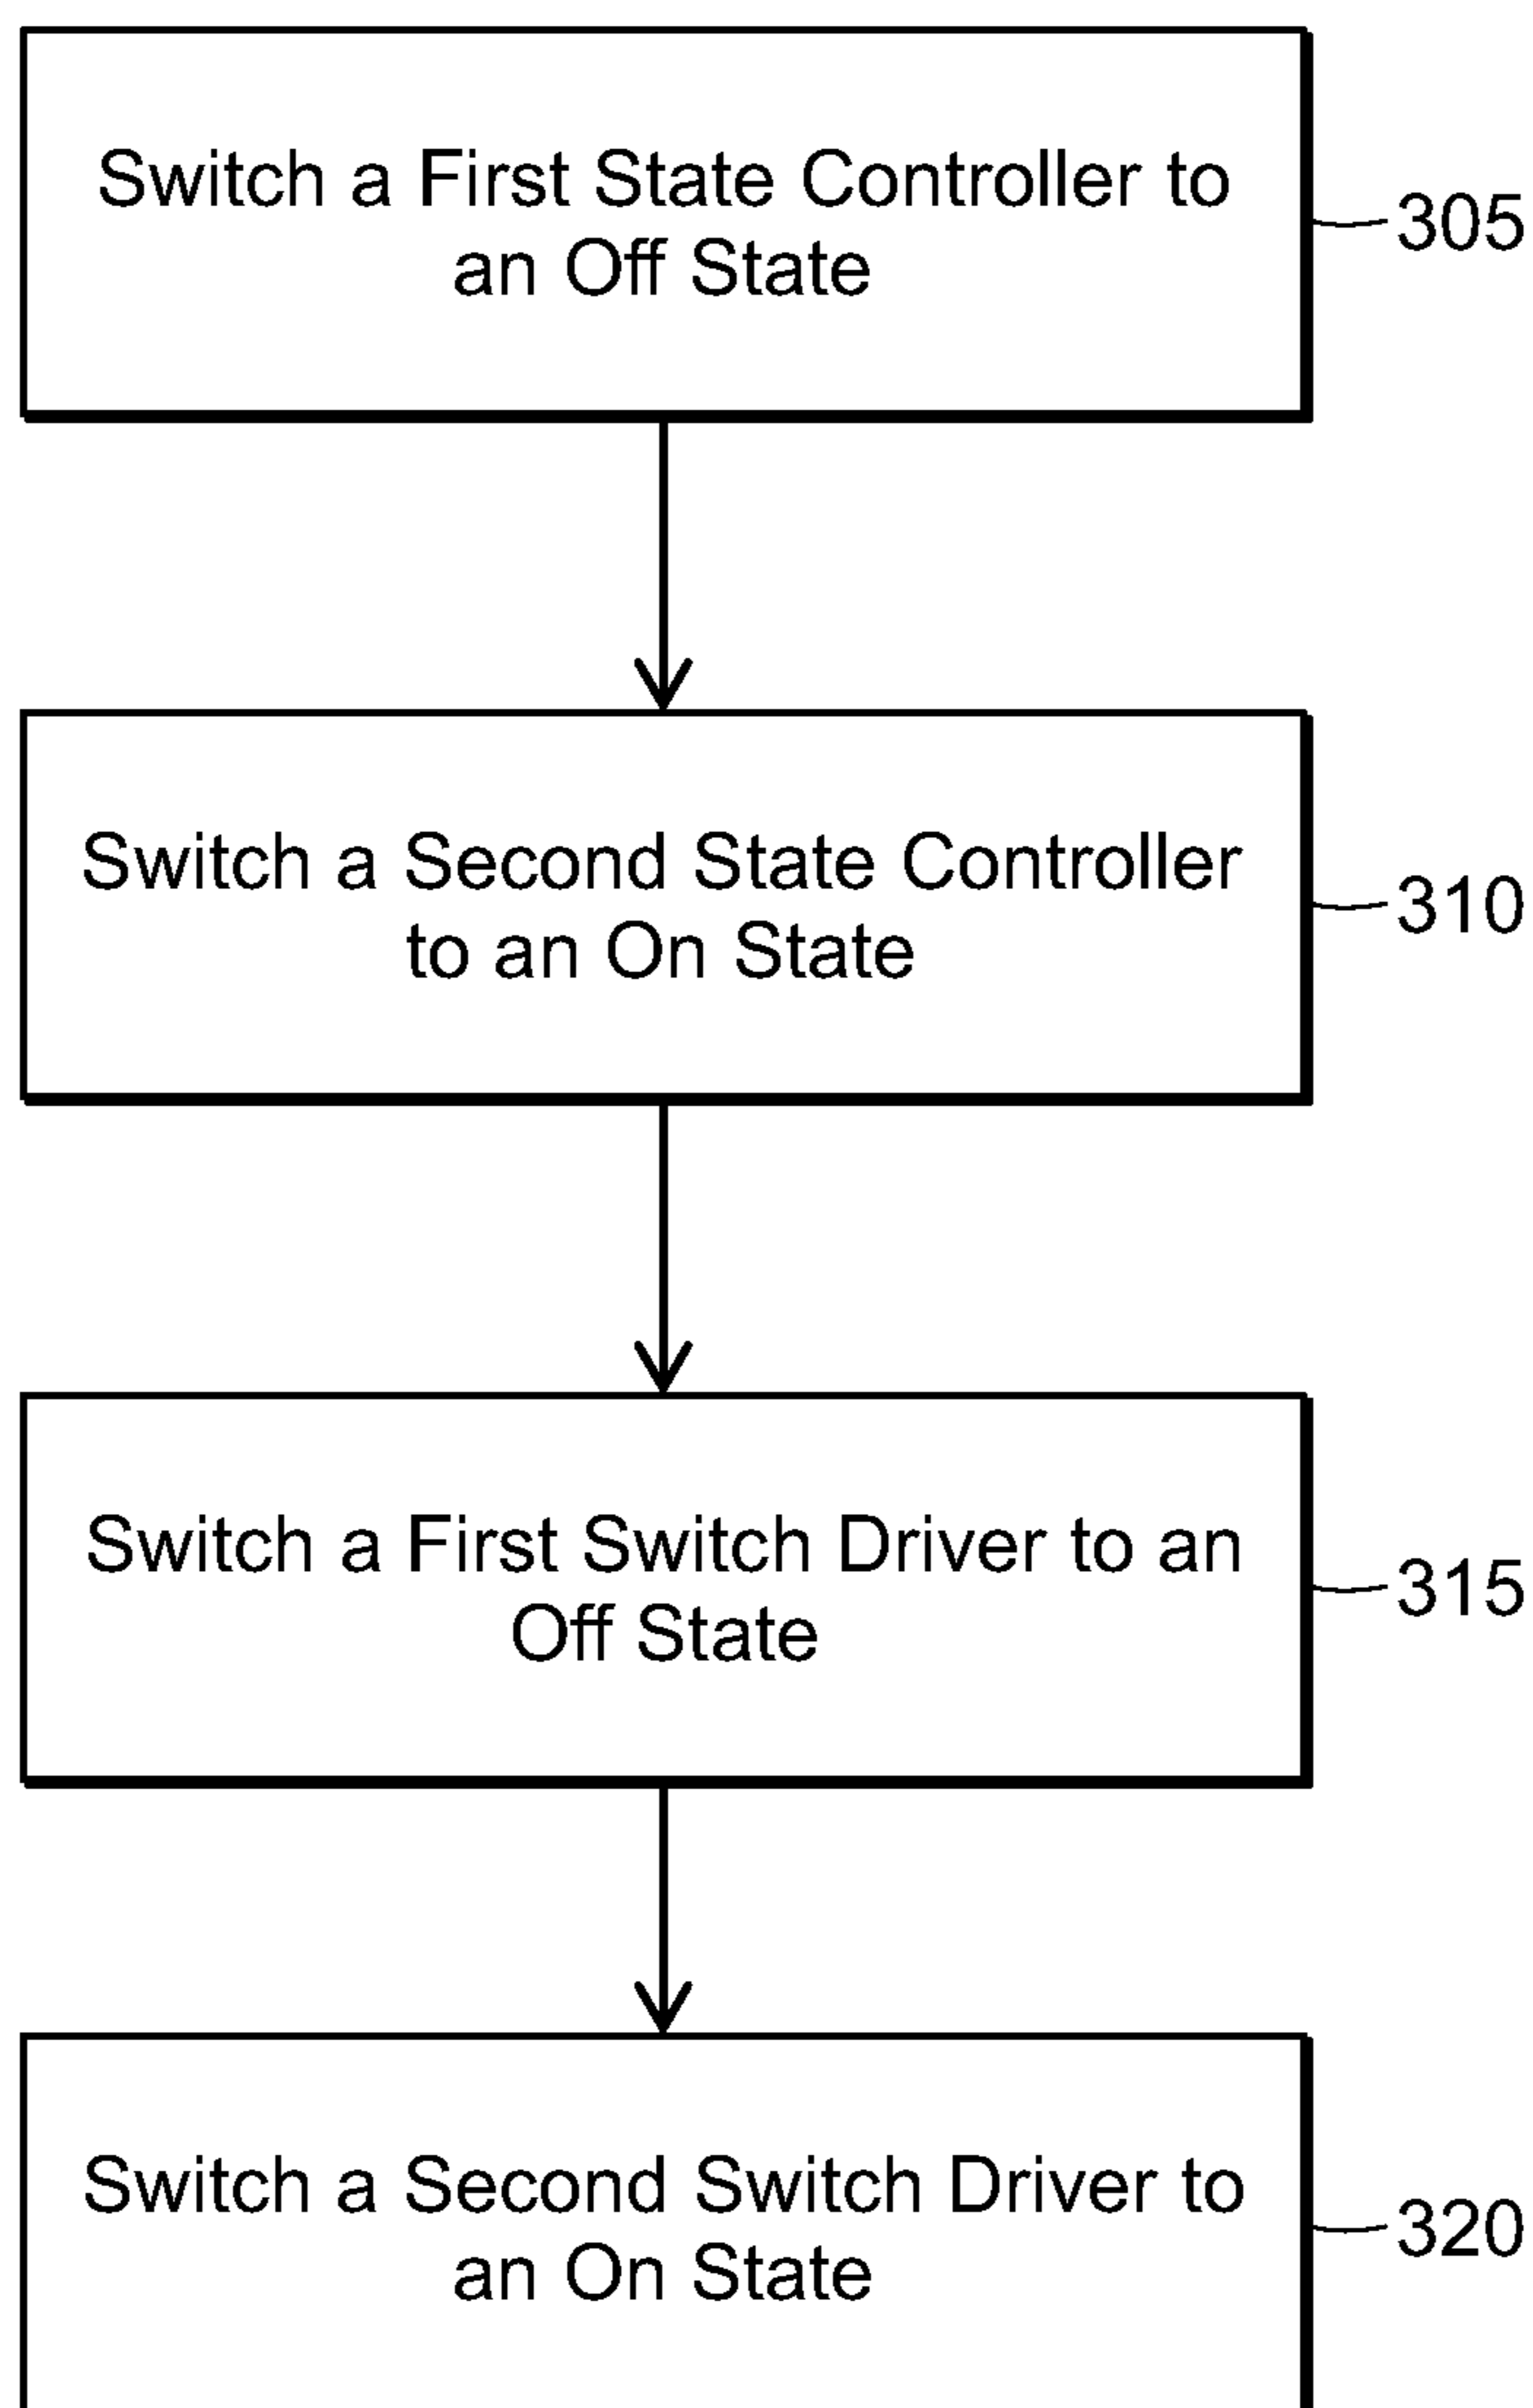 Switch a First State Controller to
an Off State
305
Switch a Second State Controller
to an On State
310
Switch a First Switch Driver to an
Off State
315
Switch a Second Switch Driver to
an On State
320